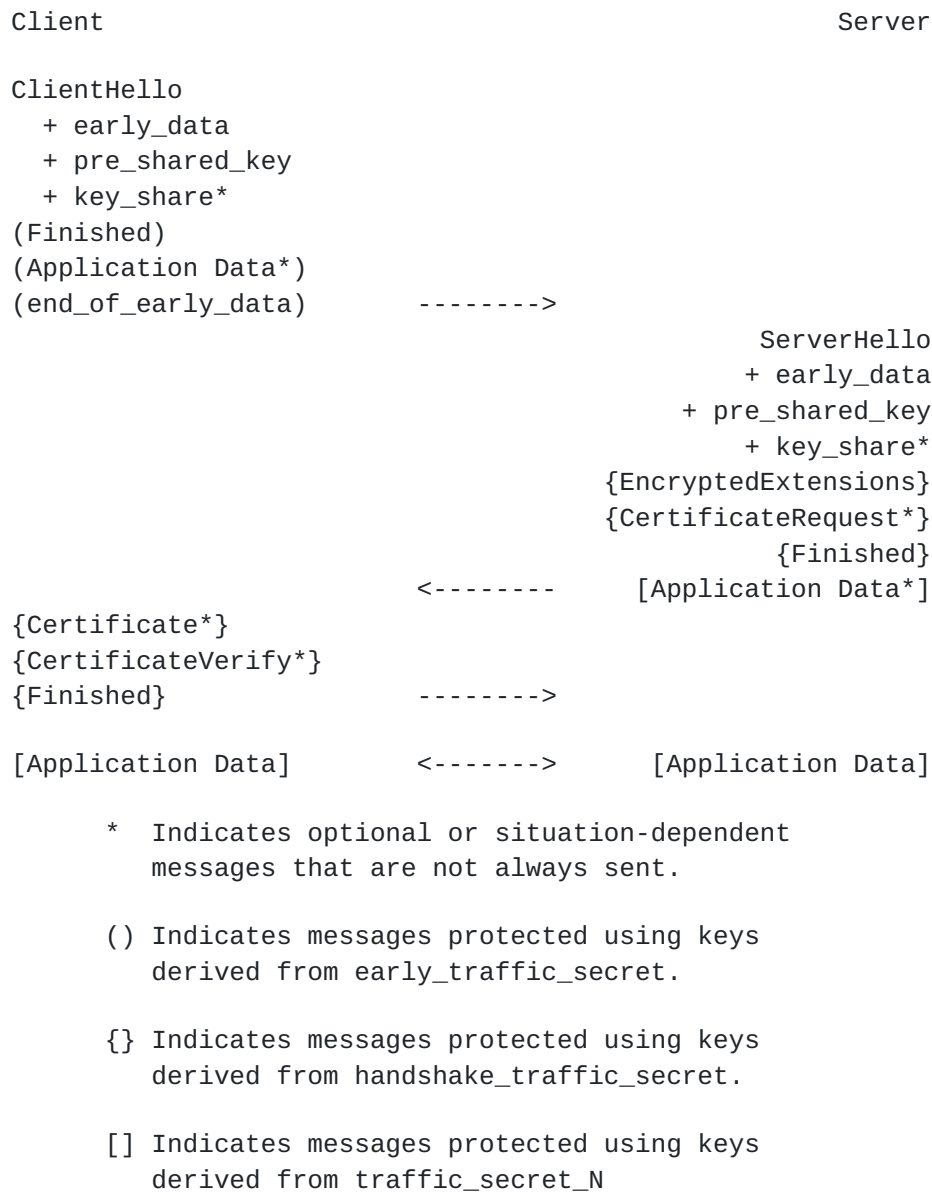 Client                                               Server

ClientHello
  + early_data
  + pre_shared_key
  + key_share*
(Finished)
(Application Data*)
(end_of_early_data)       -------->
                                                ServerHello
                                               + early_data
                                           + pre_shared_key
                                               + key_share*
                                      {EncryptedExtensions}
                                      {CertificateRequest*}
                                                 {Finished}
                          <--------     [Application Data*]
{Certificate*}
{CertificateVerify*}
{Finished}                -------->

[Application Data]        <------->      [Application Data]

      *  Indicates optional or situation-dependent
         messages that are not always sent.

      () Indicates messages protected using keys
         derived from early_traffic_secret.

      {} Indicates messages protected using keys
         derived from handshake_traffic_secret.

      [] Indicates messages protected using keys
         derived from traffic_secret_N